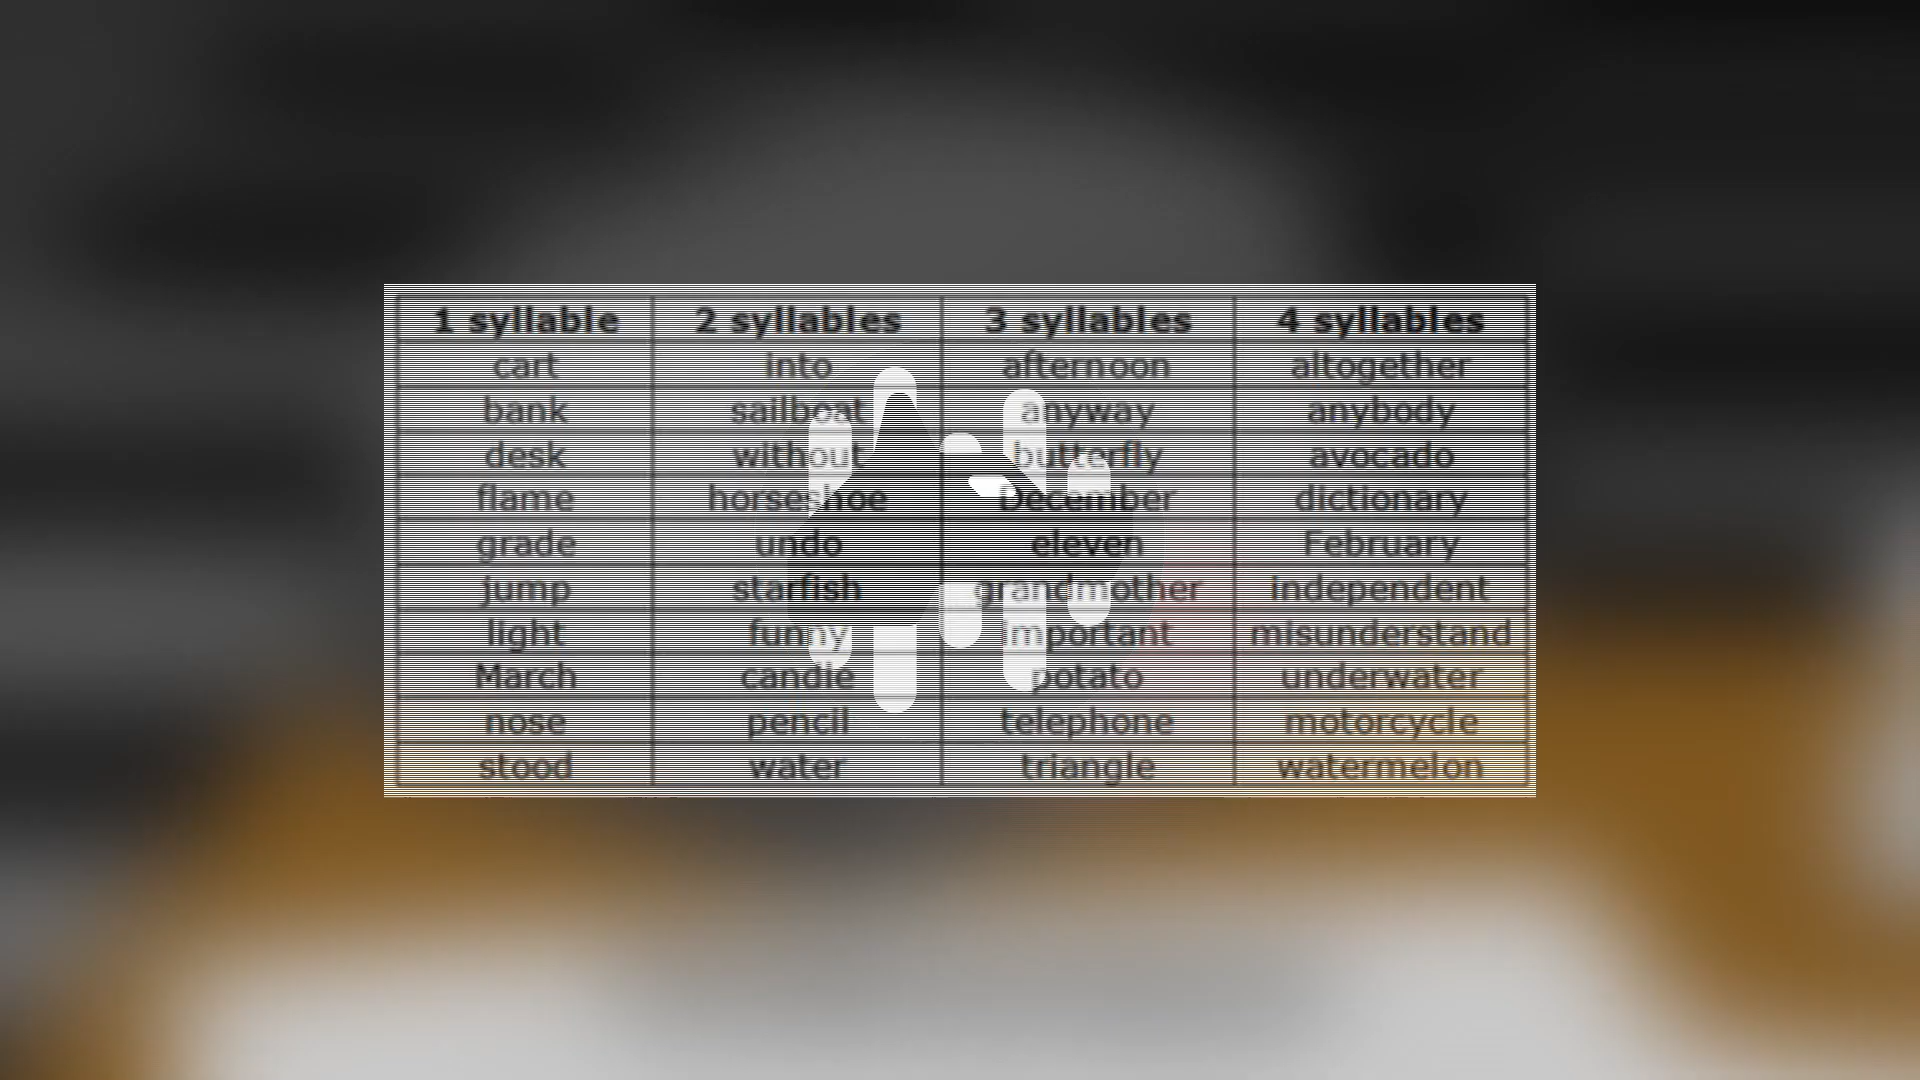 1 syllable 2 syllables 3 syllables 4 syllables
cart into afternoon altogether
bank sailboat anyway anybody
desk without butterfly avocado
flame horseshoe December dictionary
grade undo eleven February
jump starfish grandmother independent
light funny important misunderstand
March candle potato underwater
nose pencil telephone motorcycle
stood water triangle watermelon